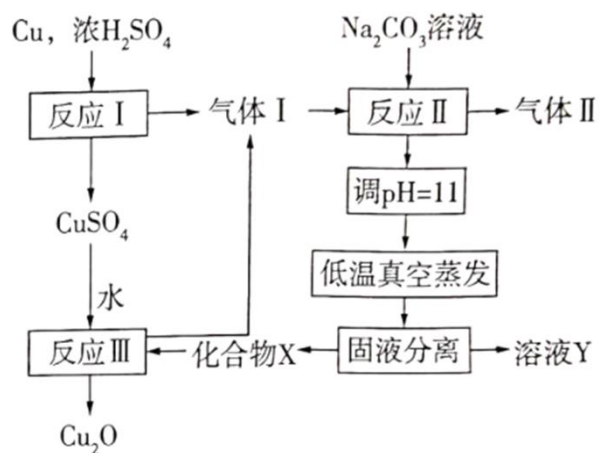 Cu，浓H₂SO₄
Na₂CO₃溶液
反应Ⅰ
气体Ⅰ
反应Ⅱ
气体Ⅱ
调pH=11
CuSO₄
低温真空蒸发
水
反应Ⅲ
化合物X
固液分离
溶液Y
Cu₂O